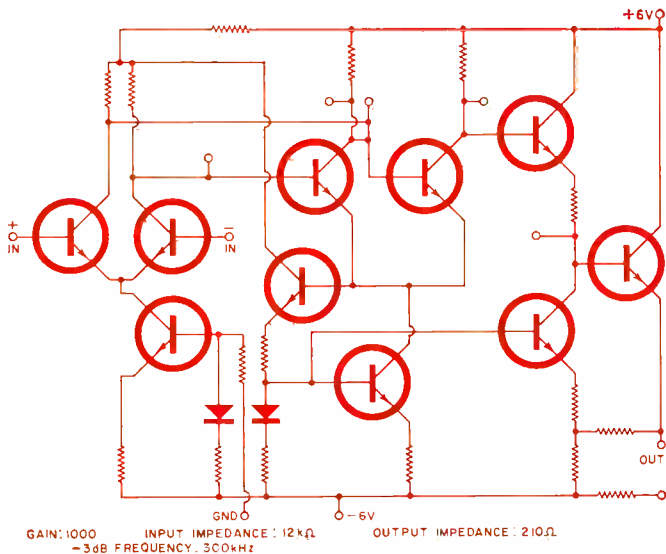 +6V
+
IN
−
IN
OUT
GND
−6V
GAIN: 1000 INPUT IMPEDANCE: 12kΩ OUTPUT IMPEDANCE: 210Ω
−3dB FREQUENCY: 300kHz